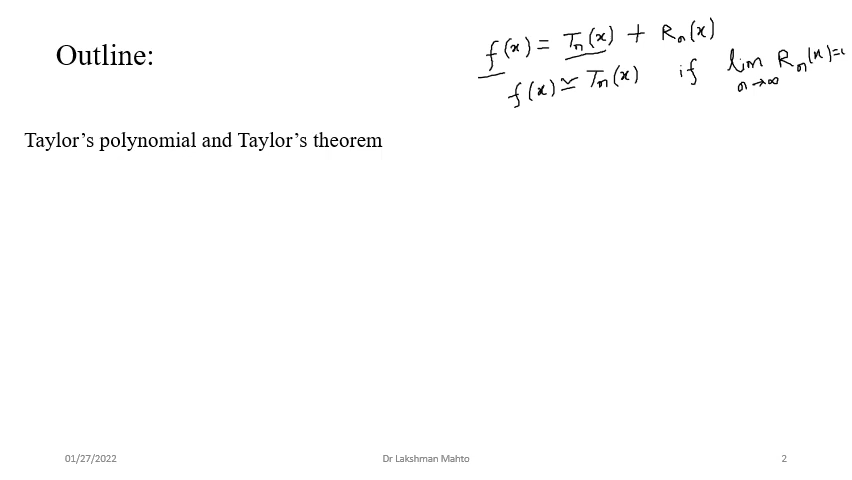 Outline:
f(x) = Tn(x) + Rn(x)
f(x) ≃ Tn(x) if lim n→∞ Rn(x)=
Taylor's polynomial and Taylor's theorem
01/27/2022 Dr Lakshman Mahto 2